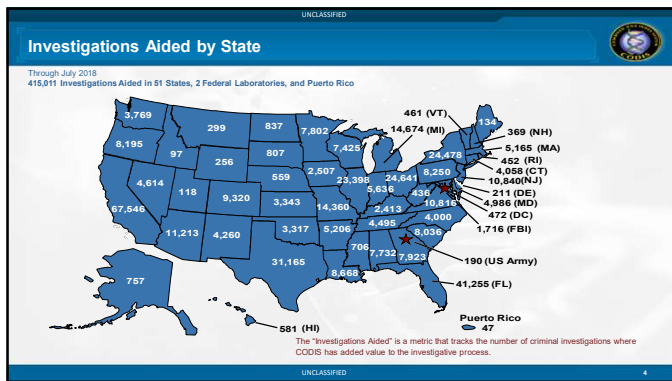 UNCLASSIFIED
Investigations Aided by State
CODIS
Through July 2018
415,011 Investigations Aided in 51 States, 2 Federal Laboratories, and Puerto Rico
3,769
299
837
7,802
461 (VT)
14,674 (MI)
134
369 (NH)
8,195
97
256
807
7,425
24,478
5,165 (MA)
452 (RI)
4,058 (CT)
10,840(NJ)
211 (DE)
4,986 (MD)
472 (DC)
1,716 (FBI)
4,614
118
559
2,507
23,398
5,636
24,641
8,250
436
10,816
67,546
9,320
3,343
14,360
2,413
4,000
11,213
4,260
3,317
5,206
4,495
8,036
190 (US Army)
31,165
8,668
706
7,732
7,923
41,255 (FL)
757
581 (HI)
Puerto Rico
47
The "Investigations Aided" is a metric that tracks the number of criminal investigations where
CODIS has added value to the investigative process.
UNCLASSIFIED
4